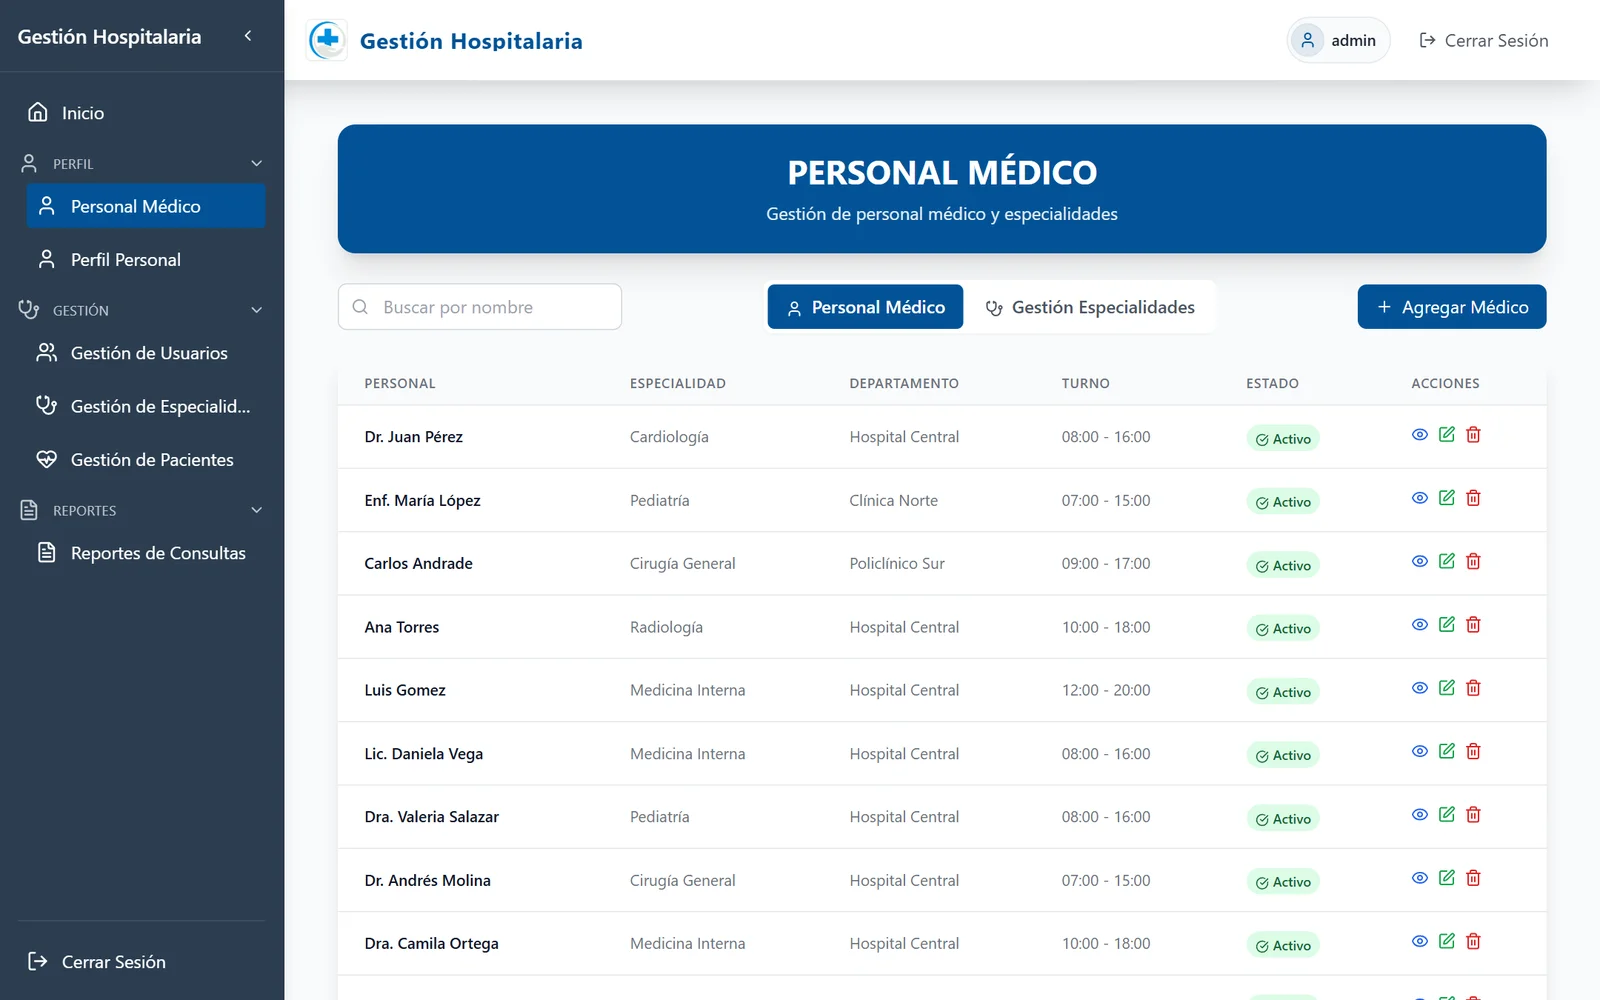 Gestión Hospitalaria
Inicio
PERFIL
Personal Médico
Perfil Personal
GESTIÓN
Gestión de Usuarios
Gestión de Especialid...
Gestión de Pacientes
REPORTES
Reportes de Consultas
Cerrar Sesión
Gestión Hospitalaria
admin
Cerrar Sesión
PERSONAL MÉDICO
Gestión de personal médico y especialidades
Buscar por nombre
Personal Médico
Gestión Especialidades
+ Agregar Médico
PERSONAL ESPECIALIDAD DEPARTAMENTO TURNO ESTADO ACCIONES
Dr. Juan Pérez Cardiología Hospital Central 08:00 - 16:00 Activo
Enf. María López Pediatría Clínica Norte 07:00 - 15:00 Activo
Carlos Andrade Cirugía General Policlínico Sur 09:00 - 17:00 Activo
Ana Torres Radiología Hospital Central 10:00 - 18:00 Activo
Luis Gomez Medicina Interna Hospital Central 12:00 - 20:00 Activo
Lic. Daniela Vega Medicina Interna Hospital Central 08:00 - 16:00 Activo
Dra. Valeria Salazar Pediatría Hospital Central 08:00 - 16:00 Activo
Dr. Andrés Molina Cirugía General Hospital Central 07:00 - 15:00 Activo
Dra. Camila Ortega Medicina Interna Hospital Central 10:00 - 18:00 Activo